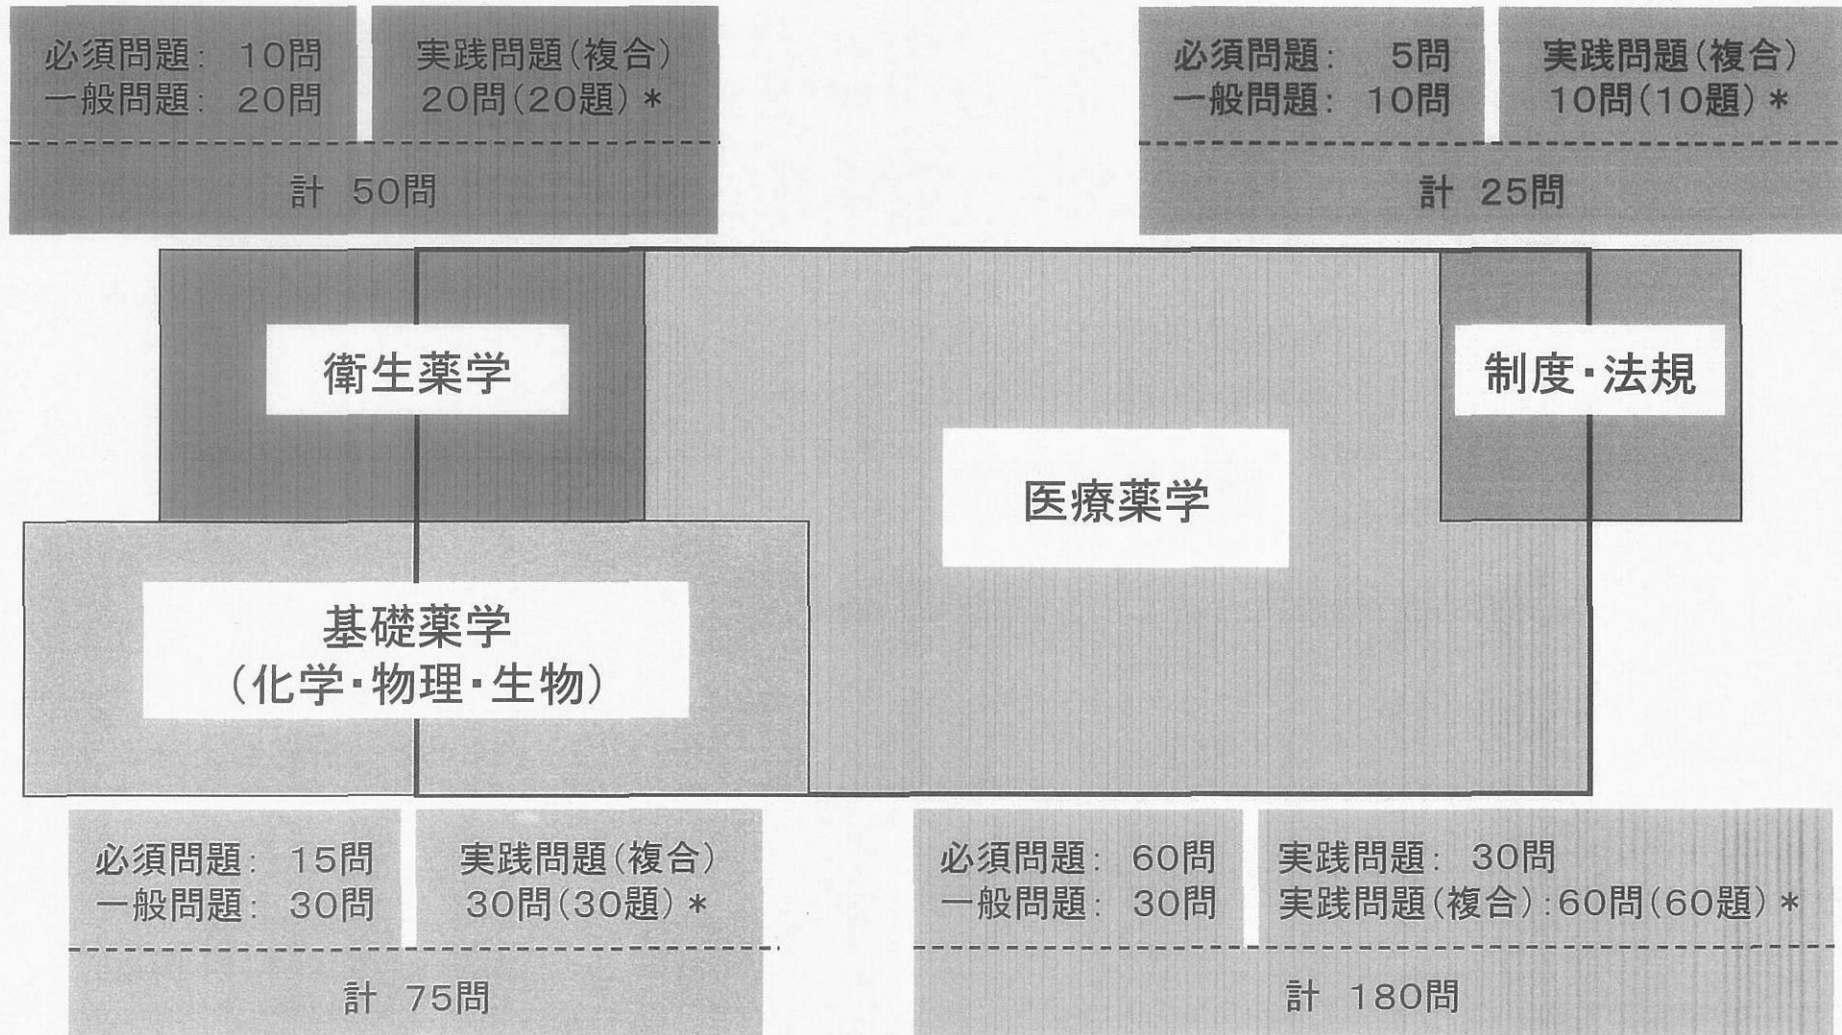 必須問題: 10問
一般問題: 20問
実践問題(複合)
20問(20題)*
計 50問
必須問題: 5問
一般問題: 10問
実践問題(複合)
10問(10題)*
計 25問
衛生薬学
制度・法規
医療薬学
基礎薬学
(化学・物理・生物)
必須問題: 15問
一般問題: 30問
実践問題(複合)
30問(30題)*
計 75問
必須問題: 60問
一般問題: 30問
実践問題: 30問
実践問題(複合):60問(60題)*
計 180問